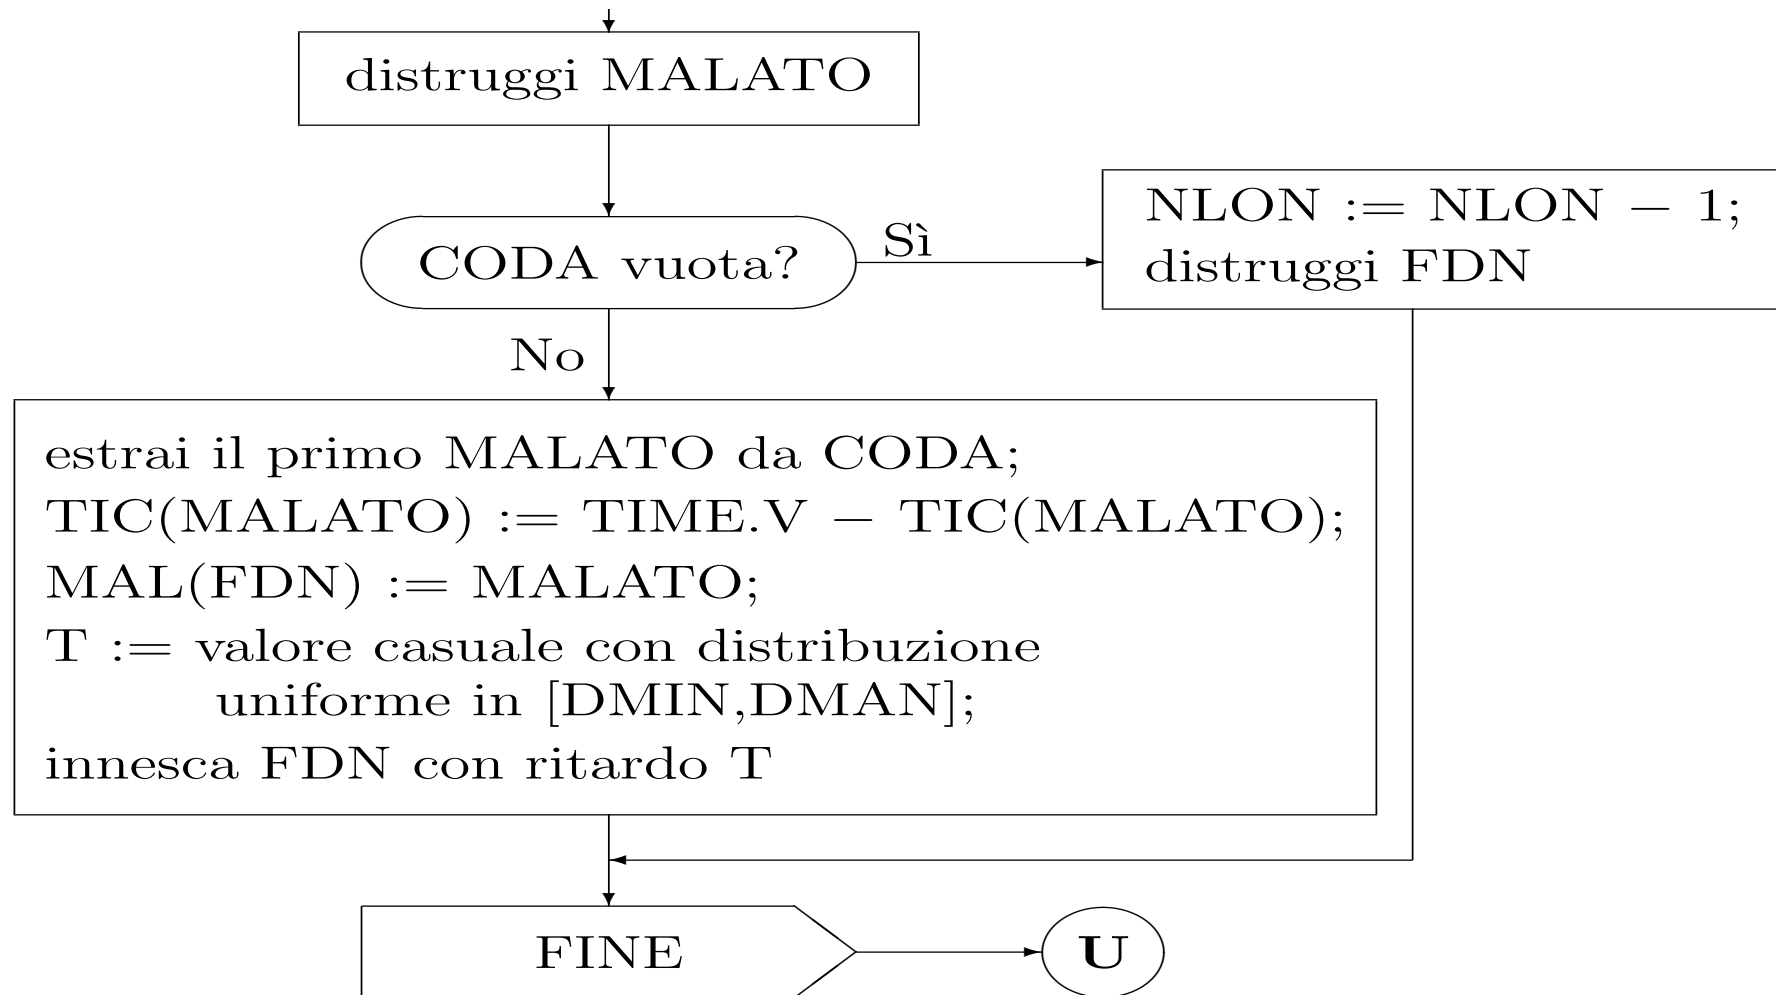 distruggi MALATO
CODA vuota?
Sì
NLON := NLON − 1;
distruggi FDN
No
estrai il primo MALATO da CODA;
TIC(MALATO) := TIME.V − TIC(MALATO);
MAL(FDN) := MALATO;
T := valore casuale con distribuzione
uniforme in [DMIN,DMAN];
innesca FDN con ritardo T
FINE
U